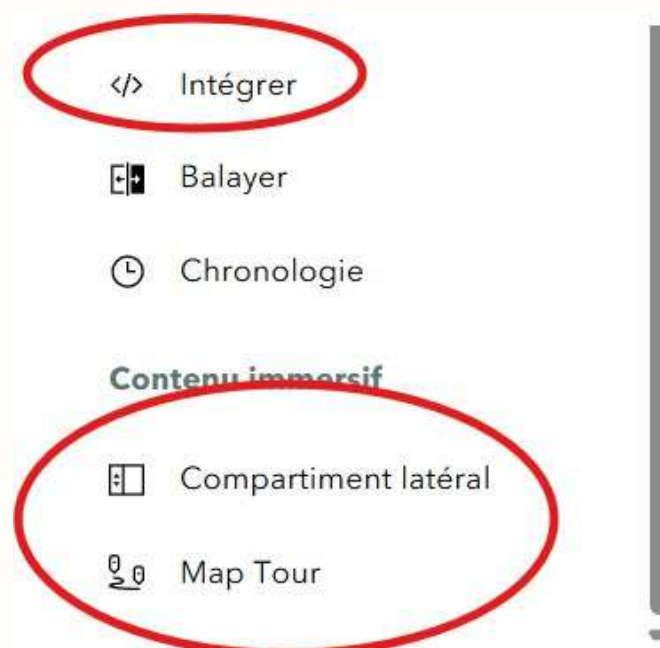 Intégrer
Balayer
Chronologie
Contenu immersif
Compartiment latéral
Map Tour